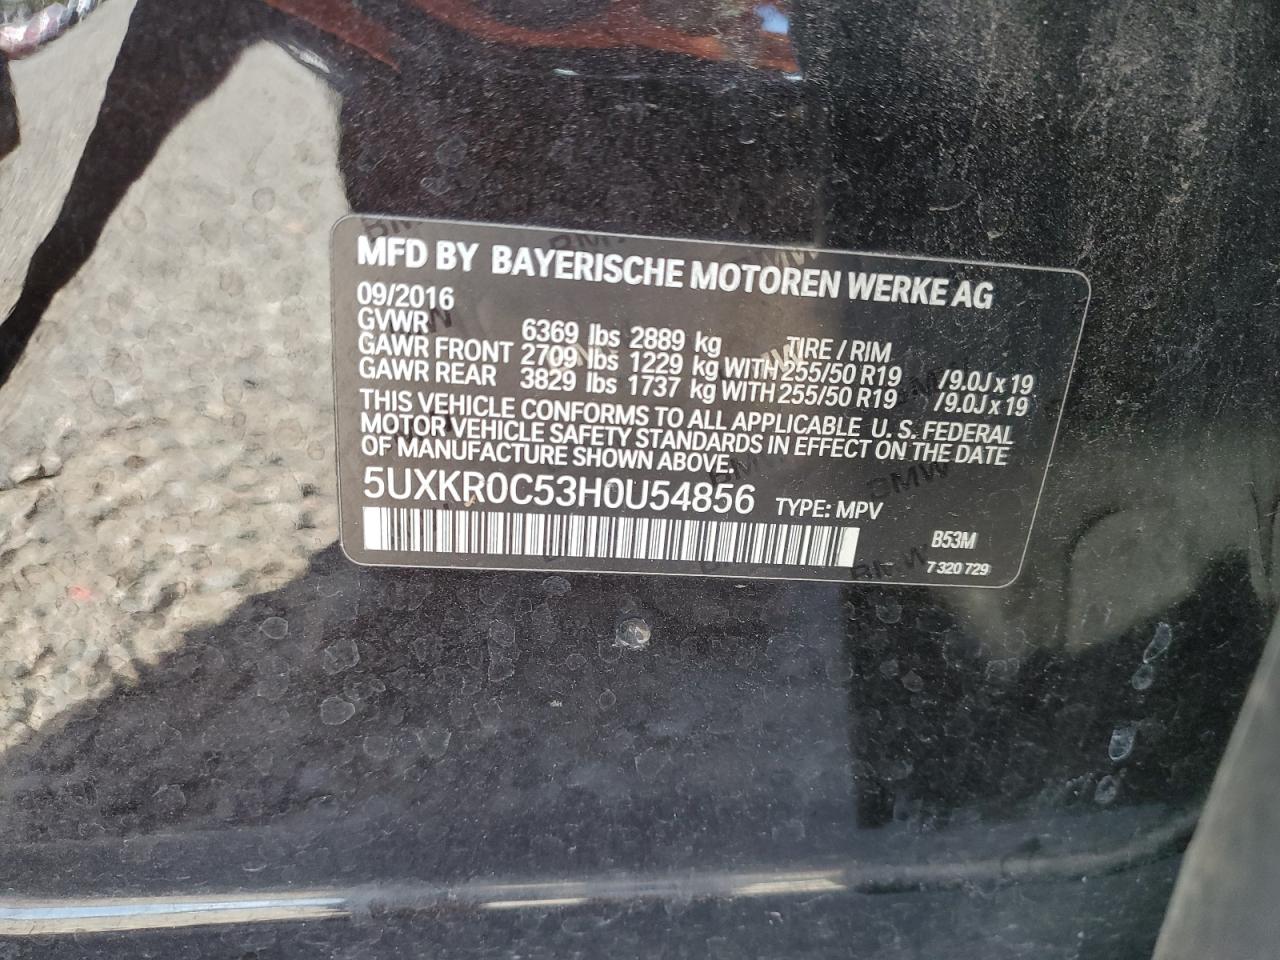 MFD BY BAYERISCHE MOTOREN WERKE AG
09/2016
GVWR 6369 lbs 2889 kg TIRE / RIM
GAWR FRONT 2709 lbs 1229 kg WITH 255/50 R19 /9.0J x 19
GAWR REAR 3829 lbs 1737 kg WITH 255/50 R19 /9.0J x 19
THIS VEHICLE CONFORMS TO ALL APPLICABLE U. S. FEDERAL
MOTOR VEHICLE SAFETY STANDARDS IN EFFECT ON THE DATE
OF MANUFACTURE SHOWN ABOVE.
5UXKR0C53H0U54856 TYPE: MPV
B53M
7 320 729